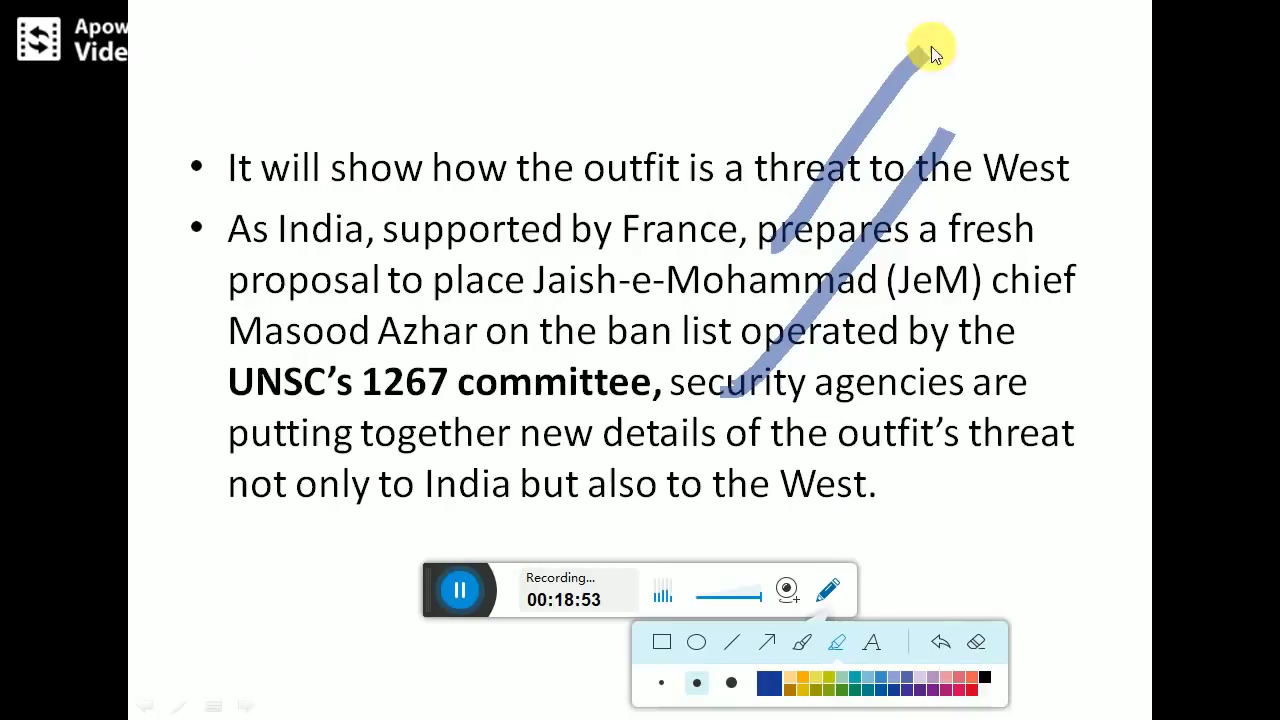 Apow
Vide
• It will show how the outfit is a threat to the West
• As India, supported by France, prepares a fresh
proposal to place Jaish-e-Mohammad (JeM) chief
Masood Azhar on the ban list operated by the
UNSC’s 1267 committee, security agencies are
putting together new details of the outfit’s threat
not only to India but also to the West.
Recording...
00:18:53
A